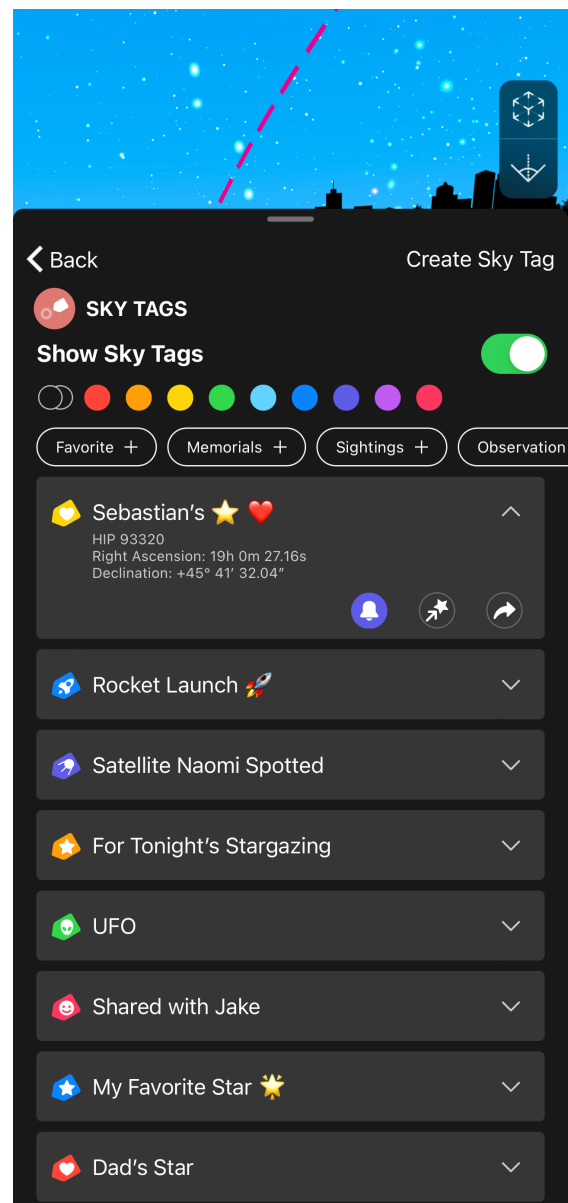 Back
Create Sky Tag
SKY TAGS
Show Sky Tags
Favorite +
Memorials +
Sightings +
Observation
Sebastian’s ⭐ ❤️
HIP 93320
Right Ascension: 19h 0m 27.16s
Declination: +45° 41′ 32.04″
Rocket Launch 🚀
Satellite Naomi Spotted
For Tonight’s Stargazing
UFO
Shared with Jake
My Favorite Star 🌟
Dad’s Star